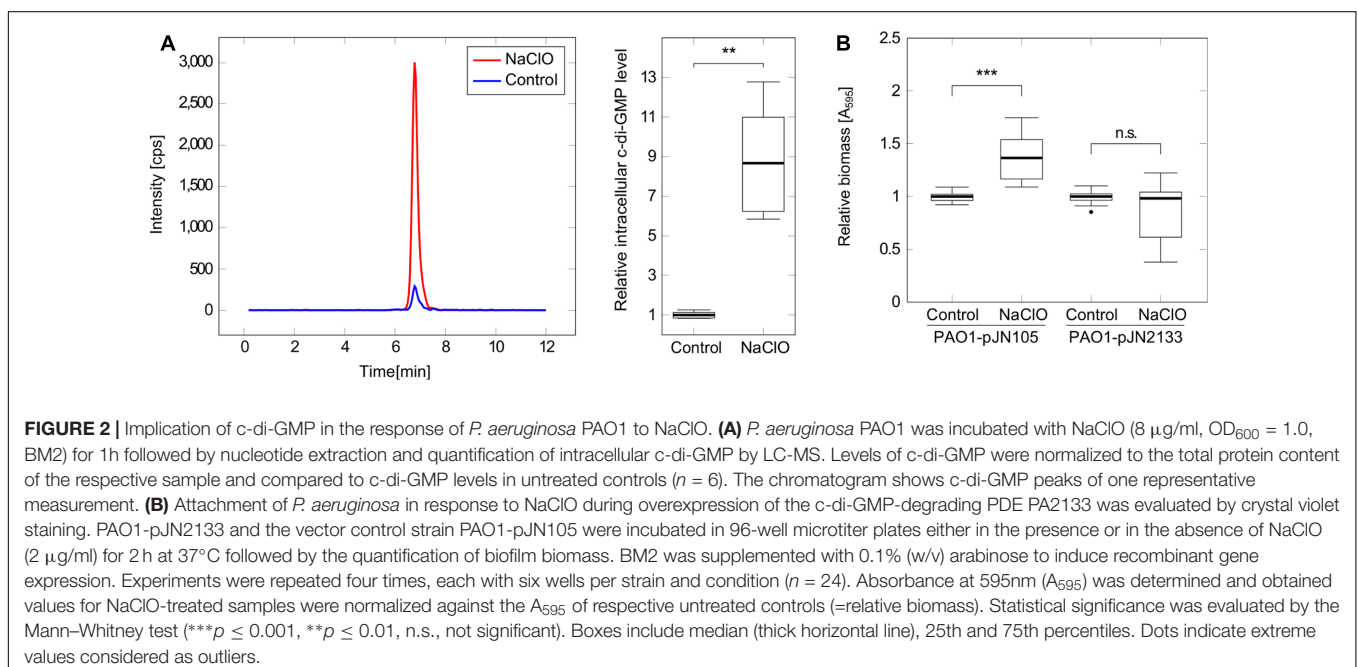 A
3,000
2,500
2,000
1,500
1,000
500
0
Intensity [cps]
NaClO
Control
0 2 4 6 8 10 12
Time[min]
**
13
11
9
7
5
3
1
Relative intracellular c-di-GMP level
Control NaClO
B
2.5
2
1.5
1
0.5
0
Relative biomass [A595]
***
n.s.
Control NaClO Control NaClO
PAO1-pJN105 PAO1-pJN2133
FIGURE 2 | Implication of c-di-GMP in the response of P. aeruginosa PAO1 to NaClO. (A) P. aeruginosa PAO1 was incubated with NaClO (8 μg/ml, OD600 = 1.0,
BM2) for 1h followed by nucleotide extraction and quantification of intracellular c-di-GMP by LC-MS. Levels of c-di-GMP were normalized to the total protein content
of the respective sample and compared to c-di-GMP levels in untreated controls (n = 6). The chromatogram shows c-di-GMP peaks of one representative
measurement. (B) Attachment of P. aeruginosa in response to NaClO during overexpression of the c-di-GMP-degrading PDE PA2133 was evaluated by crystal violet
staining. PAO1-pJN2133 and the vector control strain PAO1-pJN105 were incubated in 96-well microtiter plates either in the presence or in the absence of NaClO
(2 μg/ml) for 2 h at 37°C followed by the quantification of biofilm biomass. BM2 was supplemented with 0.1% (w/v) arabinose to induce recombinant gene
expression. Experiments were repeated four times, each with six wells per strain and condition (n = 24). Absorbance at 595nm (A595) was determined and obtained
values for NaClO-treated samples were normalized against the A595 of respective untreated controls (=relative biomass). Statistical significance was evaluated by the
Mann–Whitney test (***p ≤ 0.001, **p ≤ 0.01, n.s., not significant). Boxes include median (thick horizontal line), 25th and 75th percentiles. Dots indicate extreme
values considered as outliers.